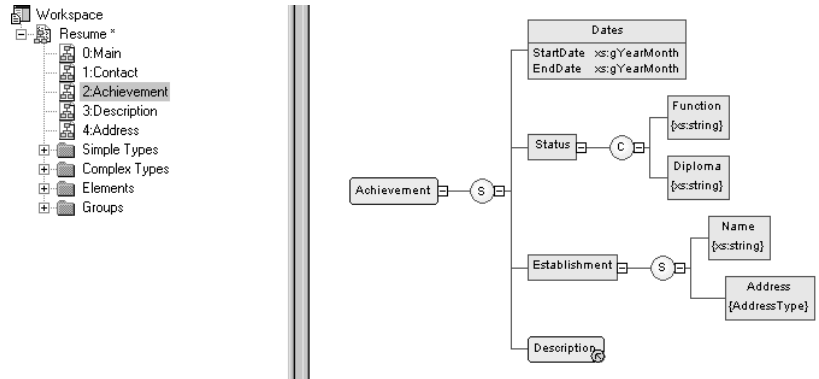 Workspace
Resume *
0:Main
1:Contact
2:Achievement
3:Description
4:Address
Simple Types
Complex Types
Elements
Groups
Dates
StartDate xs:gYearMonth
EndDate xs:gYearMonth
Function
{xs:string}
Status
C
Diploma
{xs:string}
Achievement
S
Name
{xs:string}
Establishment
S
Address
{AddressType}
Description